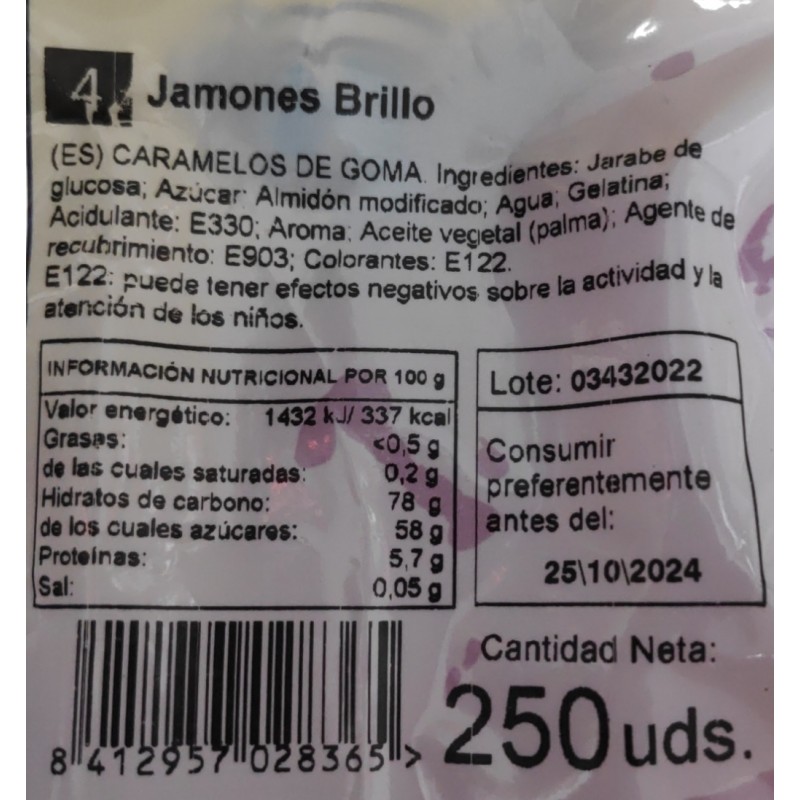 4 Jamones Brillo
(ES) CARAMELOS DE GOMA. Ingredientes: Jarabe de
glucosa; Azúcar; Almidón modificado; Agua; Gelatina;
Acidulante: E330; Aroma; Aceite vegetal (palma); Agente de
recubrimiento: E903; Colorantes: E122.
E122: puede tener efectos negativos sobre la actividad y la
atención de los niños.
INFORMACIÓN NUTRICIONAL POR 100 g
Valor energético: 1432 kJ/ 337 kcal
Grasas: <0,5 g
de las cuales saturadas: 0,2 g
Hidratos de carbono: 78 g
de los cuales azúcares: 58 g
Proteínas: 5,7 g
Sal: 0,05 g
Lote: 03432022
Consumir
preferentemente
antes del:
25\10\2024
8 412957 028365 >
Cantidad Neta:
250 uds.